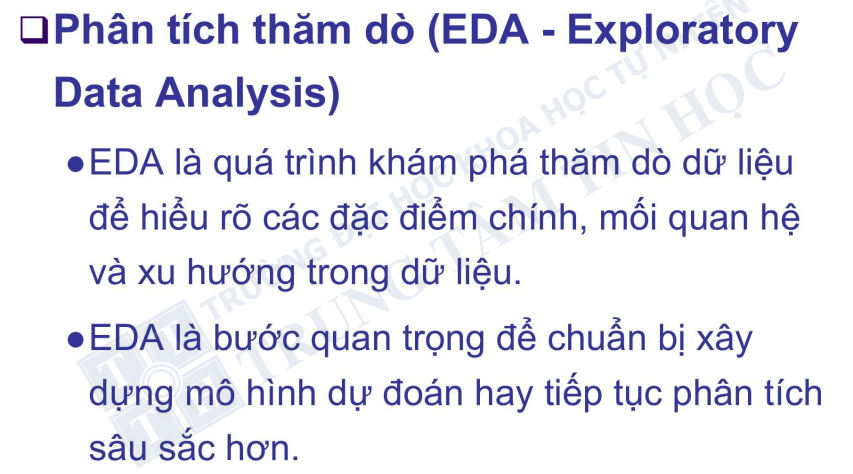 ❑Phân tích thăm dò (EDA - Exploratory
Data Analysis)
●EDA là quá trình khám phá thăm dò dữ liệu
để hiểu rõ các đặc điểm chính, mối quan hệ
và xu hướng trong dữ liệu.
●EDA là bước quan trọng để chuẩn bị xây
dựng mô hình dự đoán hay tiếp tục phân tích
sâu sắc hơn.
TRƯỜNG ĐẠI HỌC KHOA HỌC TỰ NHIÊN
TRUNG TÂM TIN HỌC